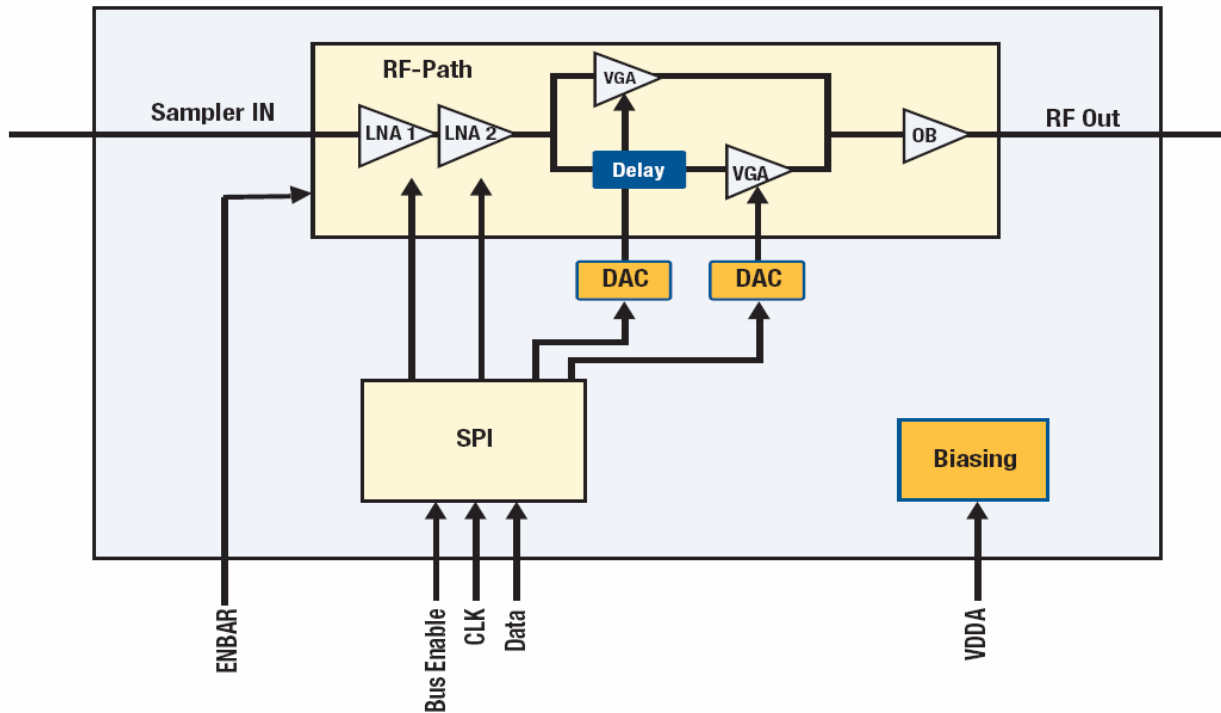 RF-Path
VGA
Sampler IN
LNA 1
LNA 2
OB
RF Out
Delay
VGA
DAC
DAC
SPI
Biasing
ENBAR
Bus Enable
CLK
Data
VDDA